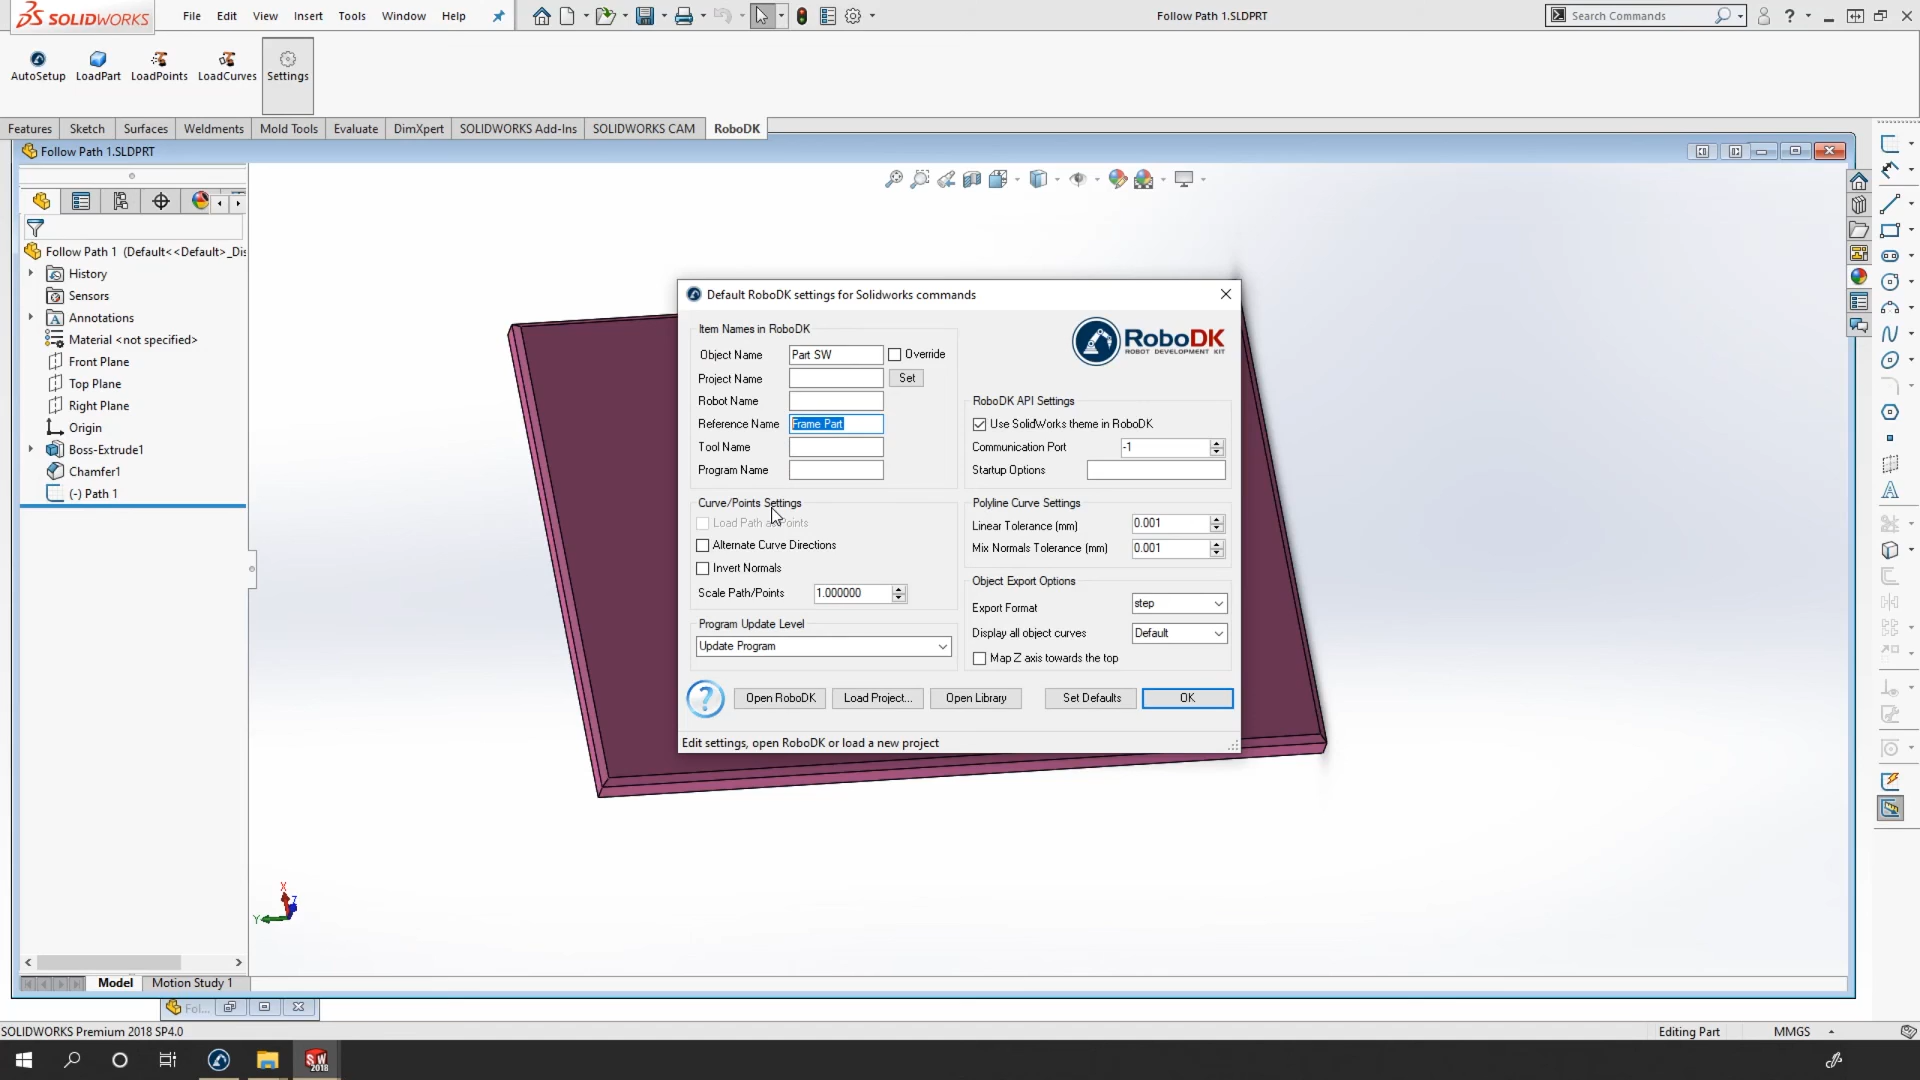 SOLIDWORKS File Edit View Insert Tools Window Help Follow Path 1.SLDPRT Search Commands
AutoSetup LoadPart LoadPoints LoadCurves Settings
Features Sketch Surfaces Weldments Mold Tools Evaluate DimXpert SOLIDWORKS Add-Ins SOLIDWORKS CAM RoboDK
Follow Path 1.SLDPRT
Follow Path 1 (Default<<Default>_Dis
History
Sensors
Annotations
Material <not specified>
Front Plane
Top Plane
Right Plane
Origin
Boss-Extrude1
Chamfer1
(-) Path 1
Default RoboDK settings for Solidworks commands
Item Names in RoboDK
Object Name Part SW Override
Project Name Set
Robot Name
Reference Name Frame Part
Tool Name
Program Name
RoboDK
ROBOT DEVELOPMENT KIT
RoboDK API Settings
Use SolidWorks theme in RoboDK
Communication Port -1
Startup Options
Curve/Points Settings
Load Path as Points
Alternate Curve Directions
Invert Normals
Scale Path/Points 1.000000
Polyline Curve Settings
Linear Tolerance (mm) 0.001
Mix Normals Tolerance (mm) 0.001
Program Update Level
Update Program
Object Export Options
Export Format step
Display all object curves Default
Map Z axis towards the top
? Open RoboDK Load Project... Open Library Set Defaults OK
Edit settings, open RoboDK or load a new project
X
Y Z
Model Motion Study 1
Fol...
SOLIDWORKS Premium 2018 SP4.0 Editing Part MMGS
SW
2018